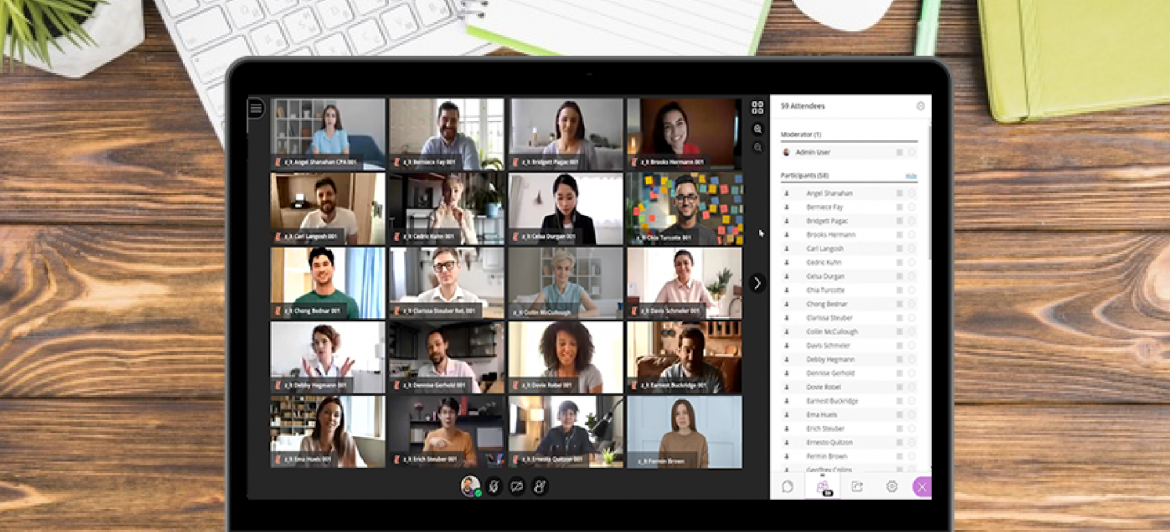 z_lt Angel Shanahan CPA 001
z_lt Berniece Fay 001
z_lt Bridgett Pagac 001
z_lt Brooks Hermann 001
z_lt Carl Langosh 001
z_lt Cedric Kuhn 001
z_lt Celsa Durgan 001
z_lt Chia Turcotte 001
z_lt Chong Bednar 001
z_lt Clarissa Steuber Ret. 001
z_lt Collin McCullough
z_lt Davis Schmeler 001
z_lt Debby Hegmann 001
z_lt Dennise Gerhold 001
z_lt Dovie Robel 001
z_lt Earnest Buckridge 001
z_lt Ema Huels 001
z_lt Erich Steuber 001
z_lt Ernesto Quitzon 001
z_lt Fermin Brown
59 Attendees
Moderator (1)
Admin User
Participants (58)
Hide
Angel Shanahan
Berniece Fay
Bridgett Pagac
Brooks Hermann
Carl Langosh
Cedric Kuhn
Celsa Durgan
Chia Turcotte
Chong Bednar
Clarissa Steuber
Collin McCullough
Davis Schmeler
Debby Hegmann
Dennise Gerhold
Dovie Robel
Earnest Buckridge
Ema Huels
Erich Steuber
Ernesto Quitzon
Fermin Brown
Geoffrey Collins